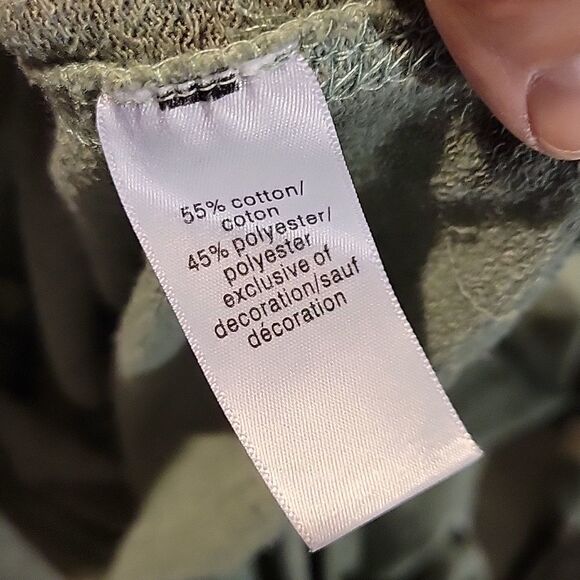 55% cotton/
coton
45% polyester/
polyester
exclusive of
decoration/sauf
décoration